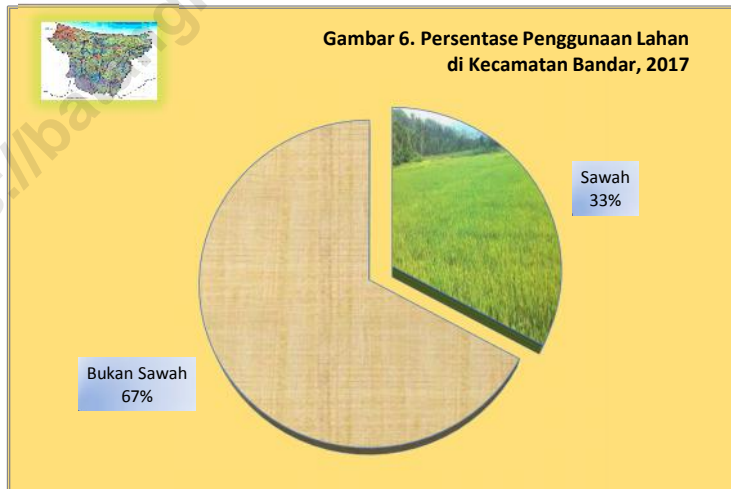 Gambar 6. Persentase Penggunaan Lahan
di Kecamatan Bandar, 2017
Sawah
33%
Bukan Sawah
67%